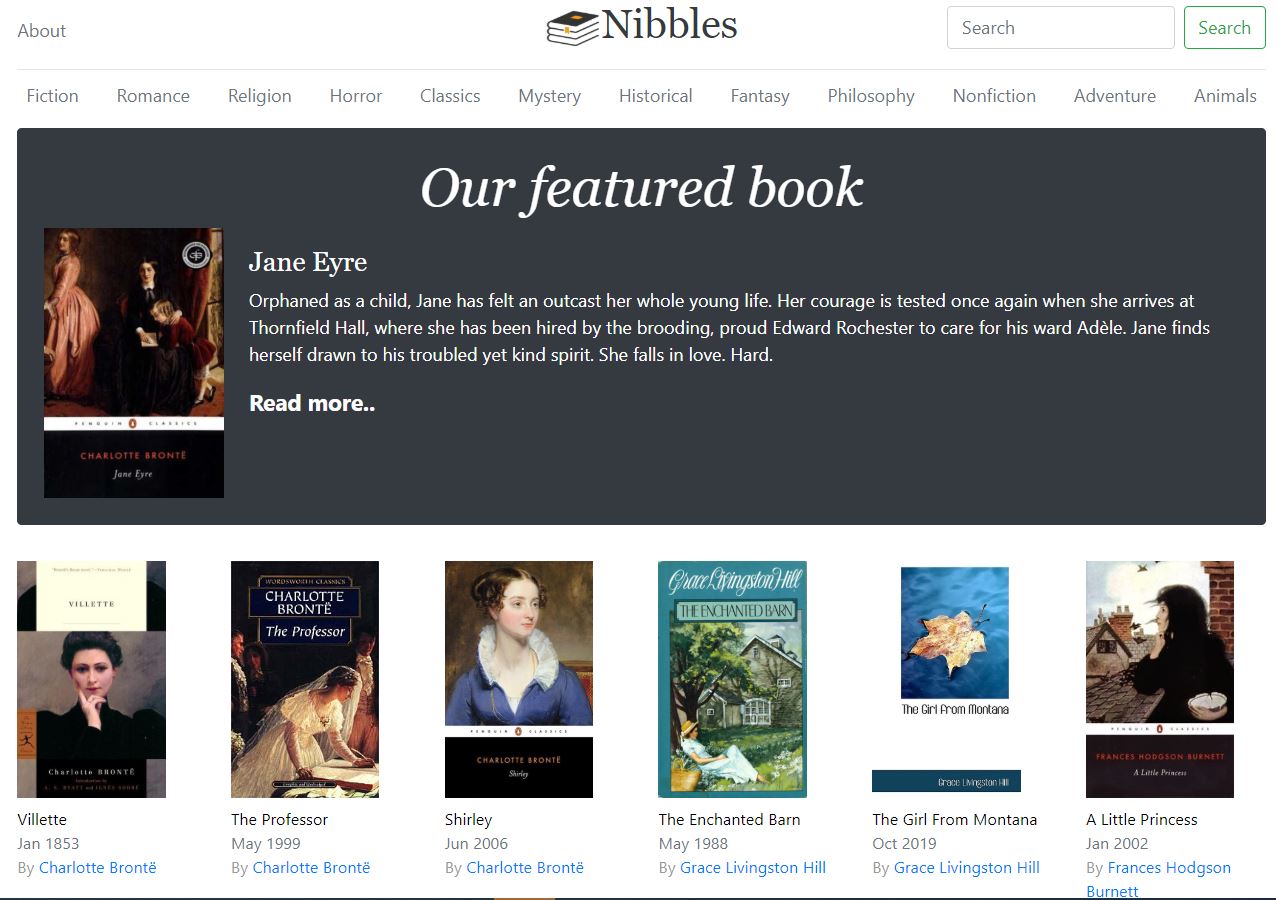 About
Nibbles
Search
Search
Fiction Romance Religion Horror Classics Mystery Historical Fantasy Philosophy Nonfiction Adventure Animals
Our featured book
Jane Eyre
Orphaned as a child, Jane has felt an outcast her whole young life. Her courage is tested once again when she arrives at
Thornfield Hall, where she has been hired by the brooding, proud Edward Rochester to care for his ward Adèle. Jane finds
herself drawn to his troubled yet kind spirit. She falls in love. Hard.
Read more..
PENGUIN CLASSICS
CHARLOTTE BRONTË
Jane Eyre
VILLETTE
Charlotte BRONTË
WORDSWORTH CLASSICS
CHARLOTTE
BRONTË
The Professor
PENGUIN CLASSICS
CHARLOTTE BRONTË
Shirley
Grace Livingston Hill
THE ENCHANTED BARN
The Girl From Montana
Grace Livingston Hill
PENGUIN CLASSICS
FRANCES HODGSON BURNETT
A Little Princess
Villette
Jan 1853
By Charlotte Brontë
The Professor
May 1999
By Charlotte Brontë
Shirley
Jun 2006
By Charlotte Brontë
The Enchanted Barn
May 1988
By Grace Livingston Hill
The Girl From Montana
Oct 2019
By Grace Livingston Hill
A Little Princess
Jan 2002
By Frances Hodgson
Burnett